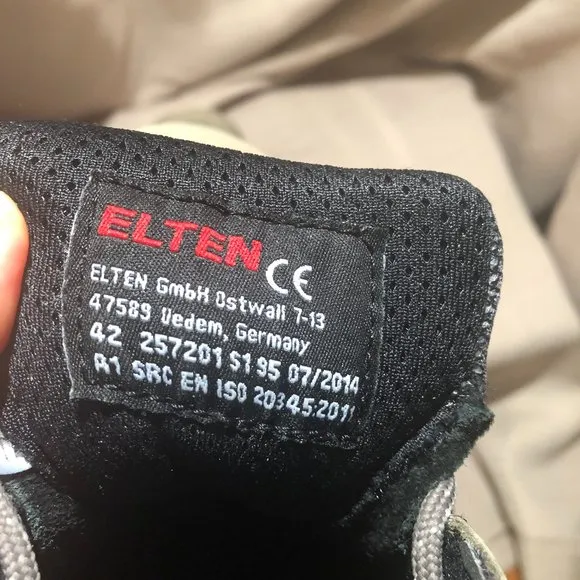 ELTEN
CE
ELTEN GmbH Ostwall 7-13
47589 Uedem, Germany
42 257201 S1 95 07/2014
A1 SRC EN ISO 20345:2011